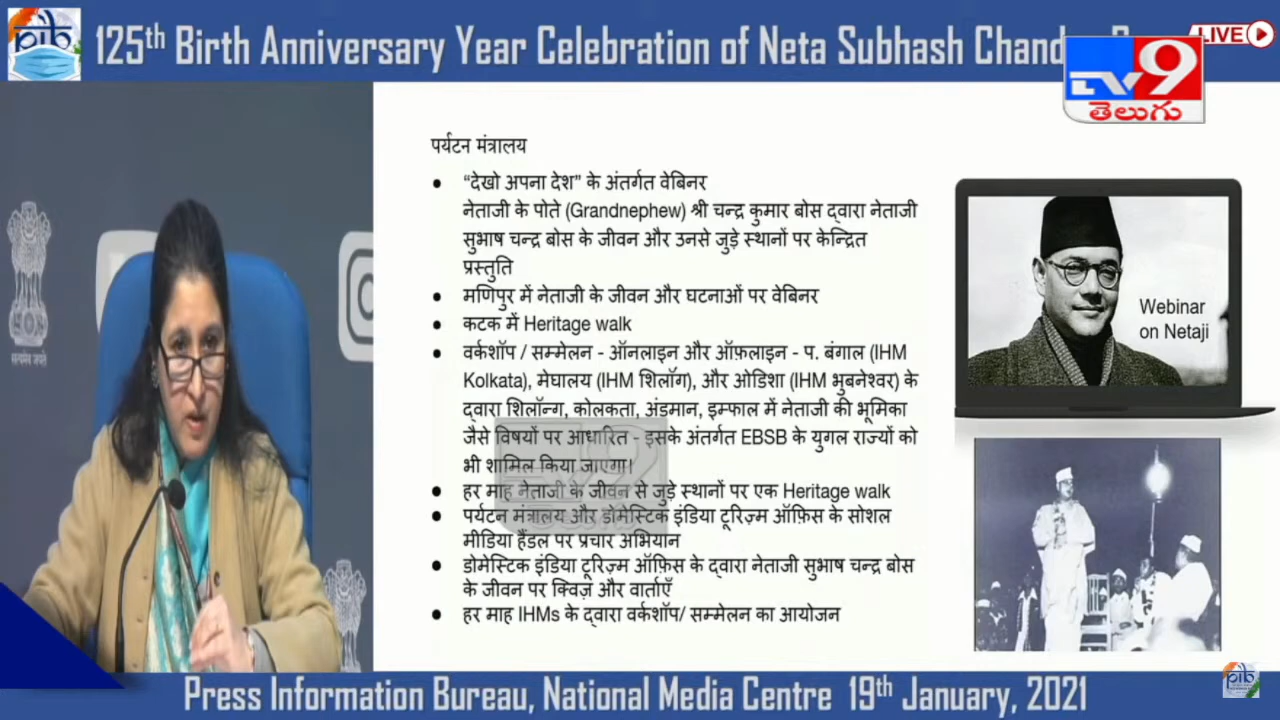 pib
125th Birth Anniversary Year Celebration of Neta Subhash Chand
LIVE
TV9
తెలుగు
पर्यटन मंत्रालय
● “देखो अपना देश” के अंतर्गत वेबिनर
नेताजी के पोते (Grandnephew) श्री चन्द्र कुमार बोस द्वारा नेताजी
सुभाष चन्द्र बोस के जीवन और उनसे जुड़े स्थानों पर केन्द्रित
प्रस्तुति
● मणिपुर में नेताजी के जीवन और घटनाओं पर वेबिनर
● कटक में Heritage walk
● वर्कशॉप / सम्मेलन - ऑनलाइन और ऑफ़लाइन - प. बंगाल (IHM
Kolkata), मेघालय (IHM शिलॉग), और ओडिशा (IHM भुबनेश्वर) के
द्वारा शिलॉन्ग, कोलकता, अंडमान, इम्फाल में नेताजी की भूमिका
जैसे विषयों पर आधारित - इसके अंतर्गत EBSB के युगल राज्यों को
भी शामिल किया जाएगा।
● हर माह नेताजी के जीवन से जुड़े स्थानों पर एक Heritage walk
● पर्यटन मंत्रालय और डोमेस्टिक इंडिया टूरिज़्म ऑफ़िस के सोशल
मीडिया हैंडल पर प्रचार अभियान
● डोमेस्टिक इंडिया टूरिज़्म ऑफ़िस के द्वारा नेताजी सुभाष चन्द्र बोस
के जीवन पर क्विज़ और वार्ताएँ
● हर माह IHMs के द्वारा वर्कशॉप/ सम्मेलन का आयोजन
Webinar
on Netaji
सत्यमेव जयते
Press Information Bureau, National Media Centre 19th January, 2021
pib